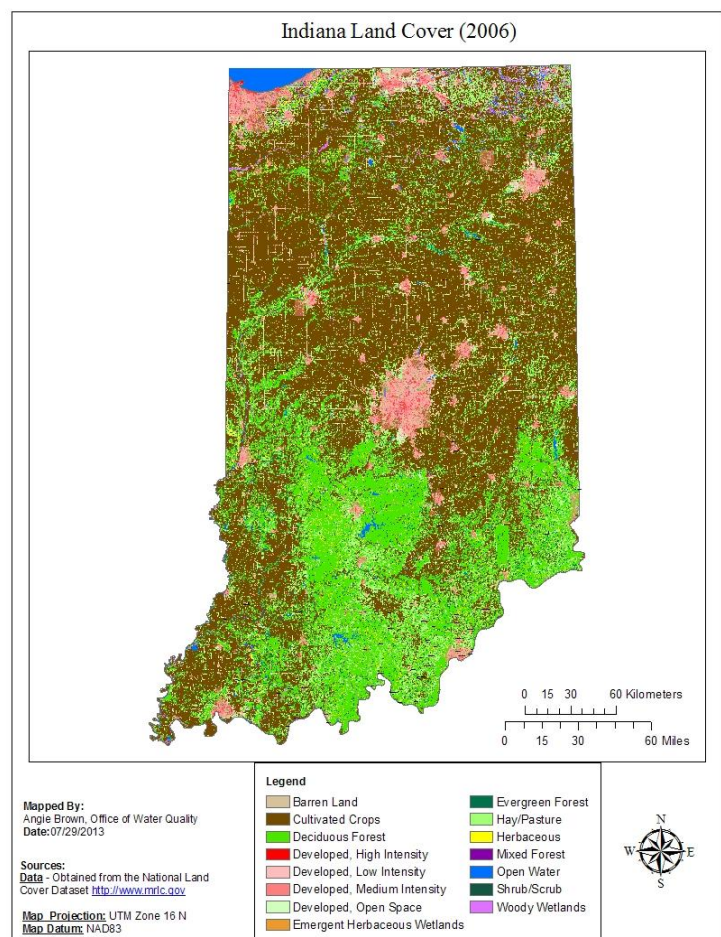 Indiana Land Cover (2006)
0 15 30 60 Kilometers
0 15 30 60 Miles
Mapped By:
Angie Brown, Office of Water Quality
Date:07/29/2013
Sources:
Data - Obtained from the National Land
Cover Dataset http://www.mrlc.gov
Map Projection: UTM Zone 16 N
Map Datum: NAD83
Legend
Barren Land
Cultivated Crops
Deciduous Forest
Developed, High Intensity
Developed, Low Intensity
Developed, Medium Intensity
Developed, Open Space
Emergent Herbaceous Wetlands
Evergreen Forest
Hay/Pasture
Herbaceous
Mixed Forest
Open Water
Shrub/Scrub
Woody Wetlands
N
W E
S